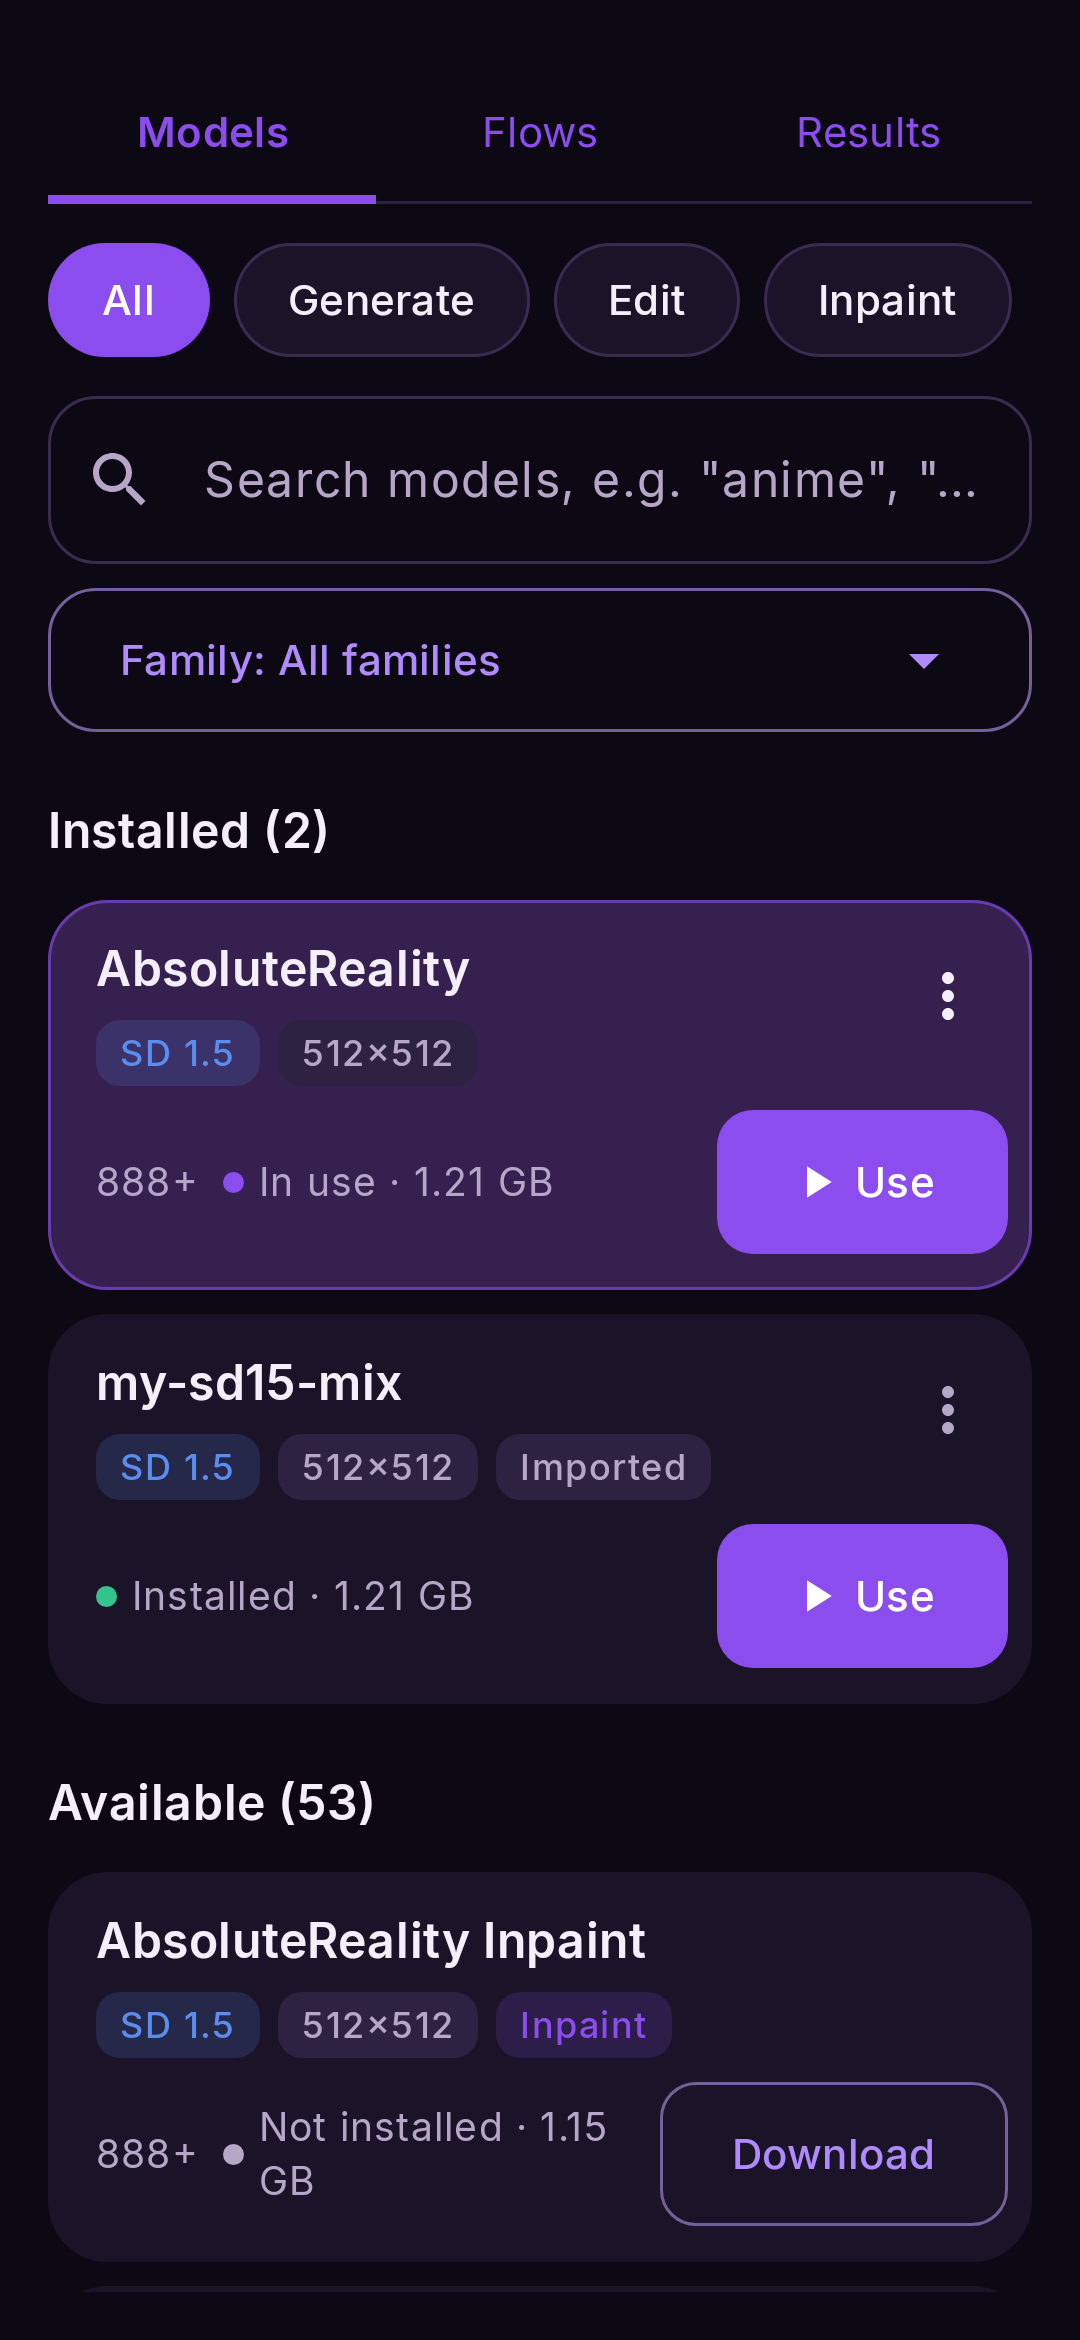 Models
Flows
Results
All
Generate
Edit
Inpaint
Search models, e.g. "anime", "...
Family: All families
Installed (2)
AbsoluteReality
SD 1.5
512×512
888+
In use · 1.21 GB
Use
my-sd15-mix
SD 1.5
512×512
Imported
Installed · 1.21 GB
Use
Available (53)
AbsoluteReality Inpaint
SD 1.5
512×512
Inpaint
888+
Not installed · 1.15
GB
Download